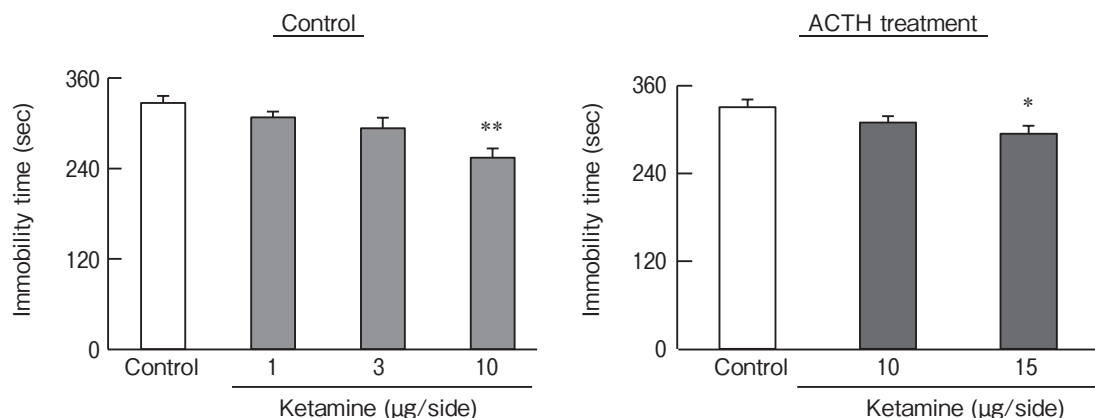 Control
Immobility time (sec)
360
240
120
0
**
Control 1 3 10
Ketamine (µg/side)
ACTH treatment
Immobility time (sec)
360
240
120
0
*
Control 10 15
Ketamine (µg/side)